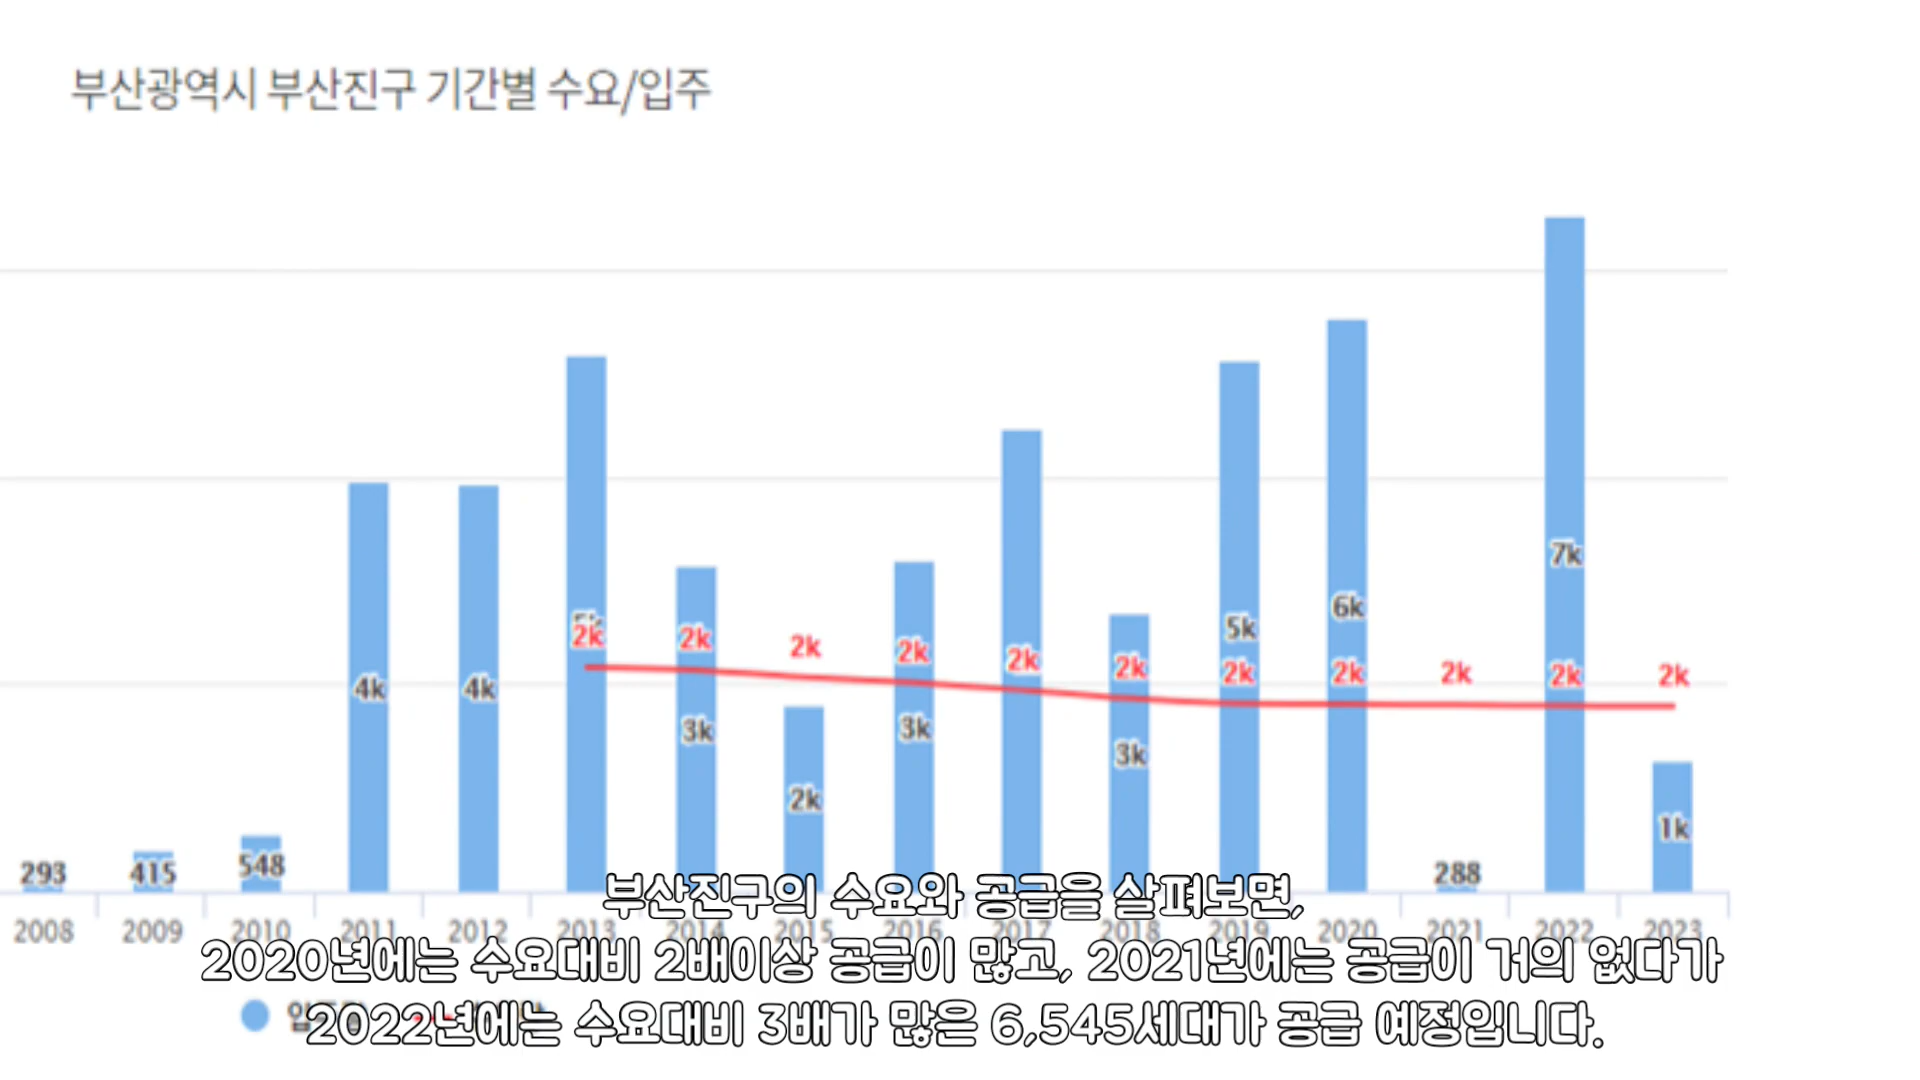 부산광역시 부산진구 기간별 수요/입주
7k
6k
5k
5k
2k 2k 2k 2k 2k 2k 2k 2k 2k 2k 2k
4k 4k
3k 3k
3k
2k
1k
293 415 548
288
2008 2009 2010 2011 2012 2013 2014 2015 2016 2017 2018 2019 2020 2021 2022 2023
부산진구의 수요와 공급을 살펴보면,
2020년에는 수요대비 2배이상 공급이 많고, 2021년에는 공급이 거의 없다가
2022년에는 수요대비 3배가 많은 6,545세대가 공급 예정입니다.